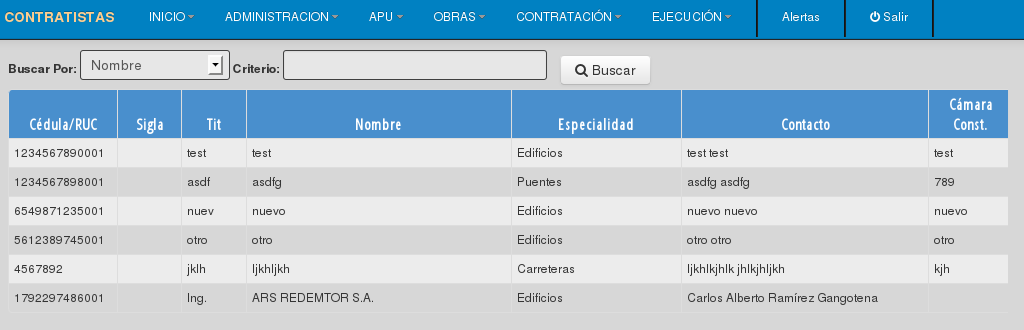 CONTRATISTAS INICIO ADMINISTRACION APU OBRAS CONTRATACIÓN EJECUCIÓN Alertas Salir
Buscar Por: Nombre Criterio: Buscar
Cédula/RUC Sigla Tit Nombre Especialidad Contacto Cámara Const.
1234567890001 test test Edificios test test test
1234567898001 asdf asdfg Puentes asdfg asdfg 789
6549871235001 nuev nuevo Edificios nuevo nuevo nuevo
5612389745001 otro otro Edificios otro otro otro
4567892 jklh ljkhljkh Carreteras ljkhlkjhlk jhlkjhljkh kjh
1792297486001 Ing. ARS REDEMTOR S.A. Edificios Carlos Alberto Ramírez Gangotena